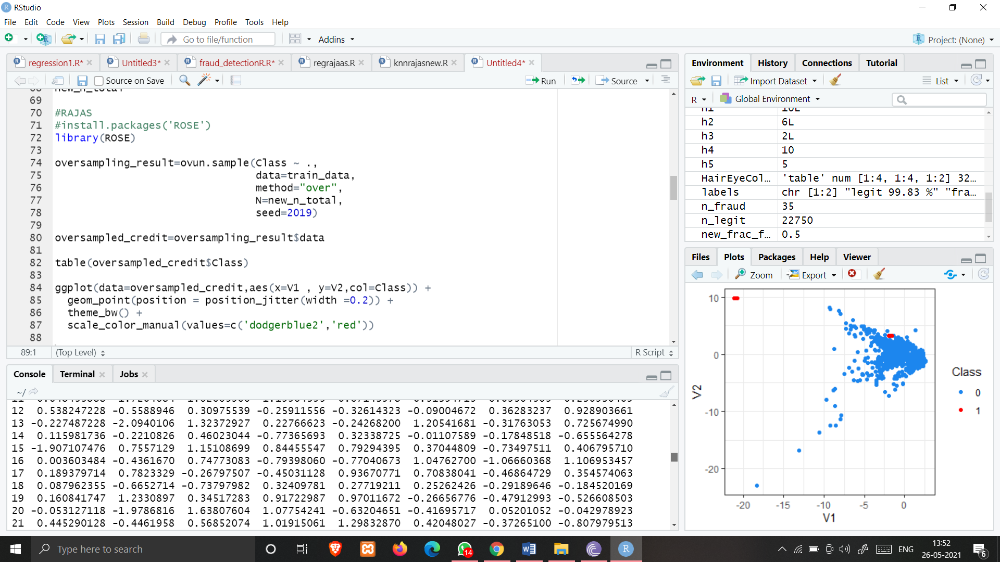 RStudio
File Edit Code View Plots Session Build Debug Profile Tools Help
Go to file/function Addins Project: (None)
regression1.R* Untitled3* fraud_detectionR.R* regrajaas.R knnrajasnew.R Untitled4*
Source on Save Run Source
68 new_n_total
69
70 #RAJAS
71 #install.packages('ROSE')
72 library(ROSE)
73
74 oversampling_result=ovun.sample(Class ~ .,
75 data=train_data,
76 method="over",
77 N=new_n_total,
78 seed=2019)
79
80 oversampled_credit=oversampling_result$data
81
82 table(oversampled_credit$Class)
83
84 ggplot(data=oversampled_credit,aes(x=V1 , y=V2,col=Class)) +
85 geom_point(position = position_jitter(width =0.2)) +
86 theme_bw() +
87 scale_color_manual(values=c('dodgerblue2','red'))
88
89:1 (Top Level) R Script
Console Terminal Jobs
~/
12 0.538247228 -0.5588946 0.30975539 -0.25911556 -0.32614323 -0.09004672 0.36283237 0.928903661
13 -0.227487228 -2.0940106 1.32372927 0.22766623 -0.24268200 1.20541681 -0.31763053 0.725674990
14 0.115981736 -0.2210826 0.46023044 -0.77365693 0.32338725 -0.01107589 -0.17848518 -0.655564278
15 -1.907107476 0.7557129 1.15108699 0.84455547 0.79294395 0.37044809 -0.73497511 0.406795710
16 0.003603484 -0.4361670 0.74773083 -0.79398060 -0.77040673 1.04762700 -1.06660368 1.106953457
17 0.189379714 0.7823329 -0.26797507 -0.45031128 0.93670771 0.70838041 -0.46864729 0.354574063
18 0.087962355 -0.6652714 -0.73797982 0.32409781 0.27719211 0.25262426 -0.29189646 -0.184520169
19 0.160841747 1.2330897 0.34517283 0.91722987 0.97011672 -0.26656776 -0.47912993 -0.526608503
20 -0.053127118 -1.9786816 1.63807604 1.07754241 -0.63204651 -0.41695717 0.05201052 -0.042978923
21 0.445290128 -0.4461958 0.56852074 1.01915061 1.29832870 0.42048027 -0.37265100 -0.807979513
Environment History Connections Tutorial
Import Dataset List
R Global Environment
h1 10L
h2 6L
h3 2L
h4 10
h5 5
HairEyeCol… 'table' num [1:4, 1:4, 1:2] 32…
labels chr [1:2] "legit 99.83 %" "fra…
n_fraud 35
n_legit 22750
new_frac_f… 0.5
Files Plots Packages Help Viewer
Zoom Export
10
0
-10
-20
V2
-20 -15 -10 -5 0
V1
Class
0
1
Type here to search
14
ENG
13:52
26-05-2021
6